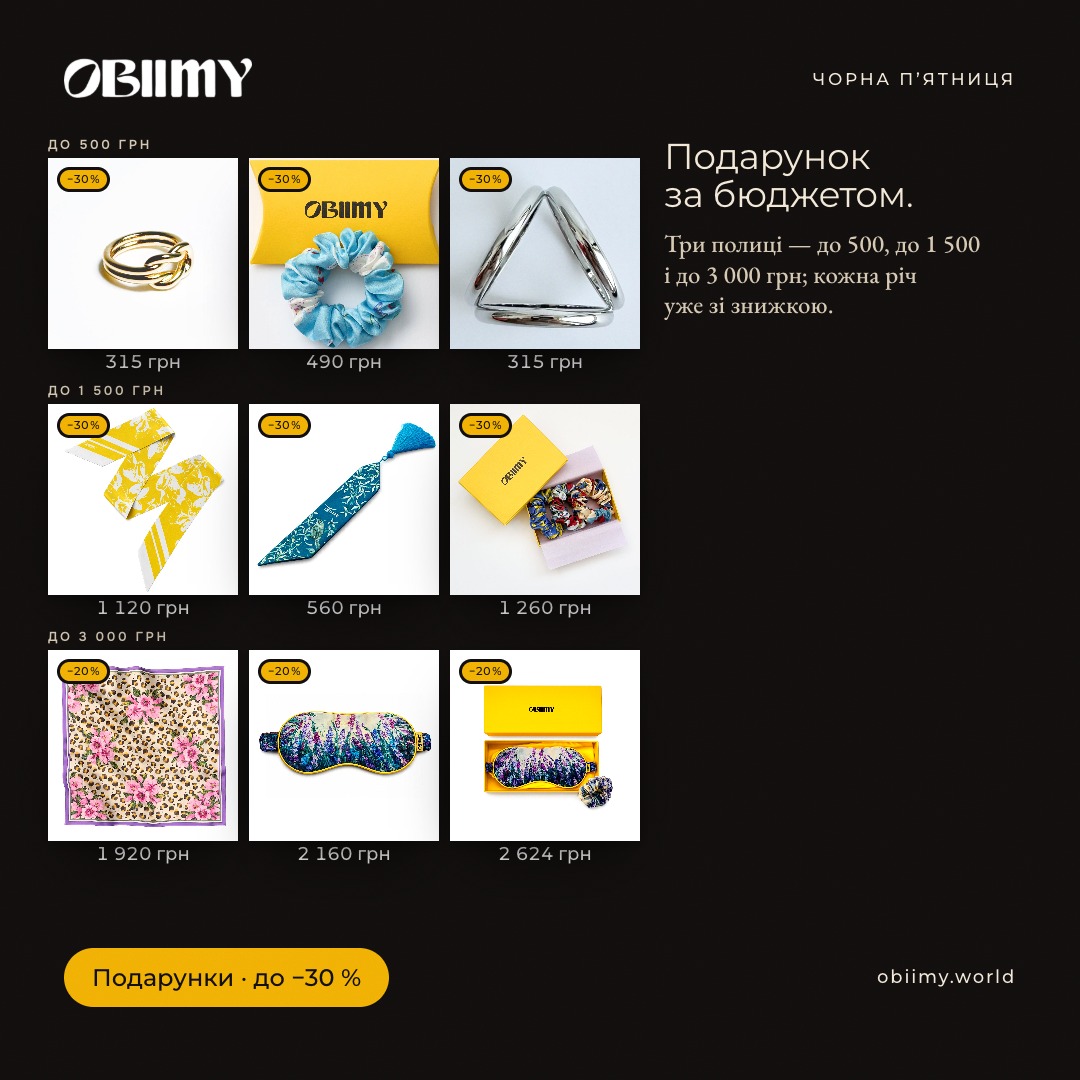 OBIIMY
ЧОРНА П’ЯТНИЦЯ
Подарунок
за бюджетом.
Три полиці — до 500, до 1 500
і до 3 000 грн; кожна річ
уже зі знижкою.
ДО 500 ГРН
−30%
−30%
−30%
OBIIMY
315 грн
490 грн
315 грн
ДО 1 500 ГРН
−30%
−30%
−30%
OBIIMY
1 120 грн
560 грн
1 260 грн
ДО 3 000 ГРН
−20%
−20%
−20%
OBIIMY
1 920 грн
2 160 грн
2 624 грн
Подарунки · до −30 %
obiimy.world